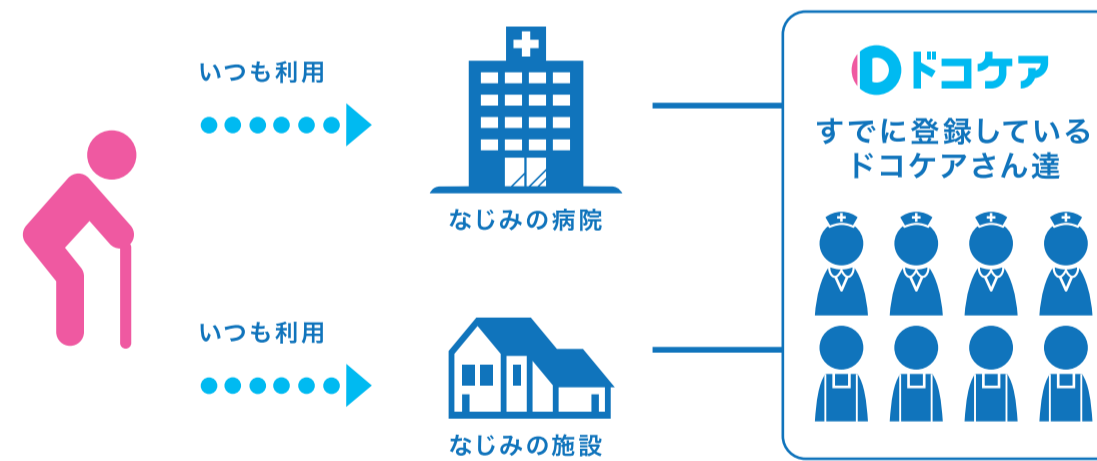 いつも利用
なじみの病院
いつも利用
なじみの施設
ドコケア
すでに登録している
ドコケアさん達